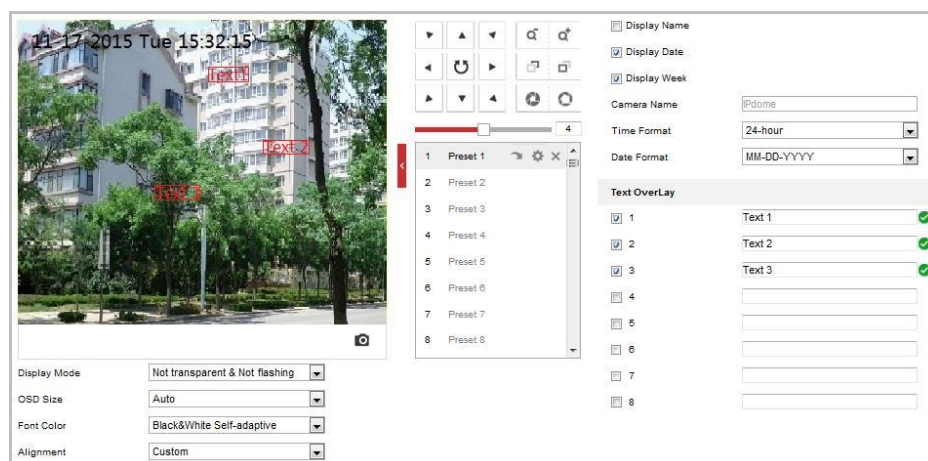 11-17-2015 Tue 15:32:15
Text 1
Text 2
Text 3
4
1 Preset 1
2 Preset 2
3 Preset 3
4 Preset 4
5 Preset 5
6 Preset 6
7 Preset 7
8 Preset 8
Display Mode Not transparent & Not flashing
OSD Size Auto
Font Color Black&White Self-adaptive
Alignment Custom
Display Name
Display Date
Display Week
Camera Name IPdome
Time Format 24-hour
Date Format MM-DD-YYYY
Text OverLay
1 Text 1
2 Text 2
3 Text 3
4
5
6
7
8